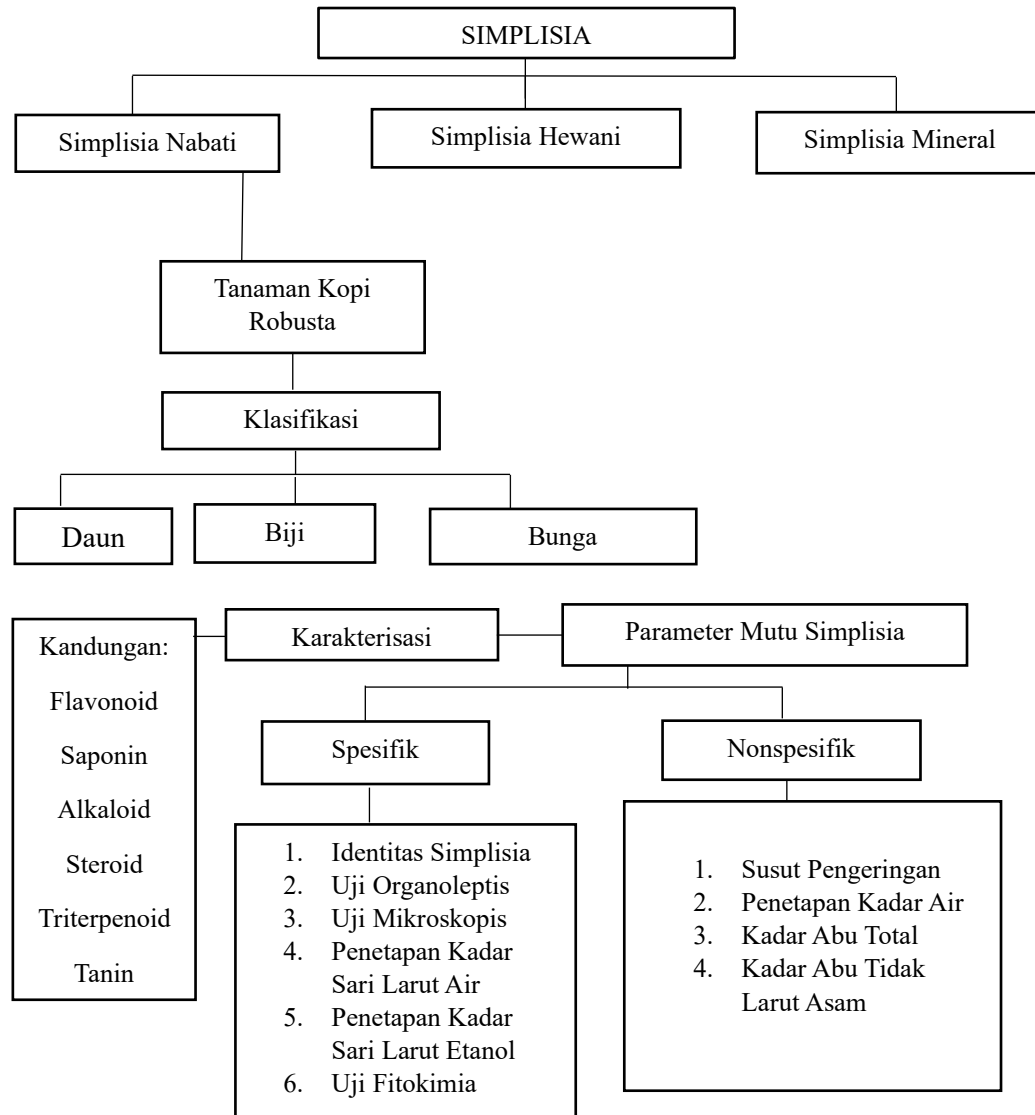 SIMPLISIA
Simplisia Nabati
Simplisia Hewani
Simplisia Mineral
Tanaman Kopi
Robusta
Klasifikasi
Daun
Biji
Bunga
Kandungan:
Flavonoid
Saponin
Alkaloid
Steroid
Triterpenoid
Tanin
Karakterisasi
Parameter Mutu Simplisia
Spesifik
Nonspesifik
1. Identitas Simplisia
2. Uji Organoleptis
3. Uji Mikroskopis
4. Penetapan Kadar
Sari Larut Air
5. Penetapan Kadar
Sari Larut Etanol
6. Uji Fitokimia
1. Susut Pengeringan
2. Penetapan Kadar Air
3. Kadar Abu Total
4. Kadar Abu Tidak
Larut Asam